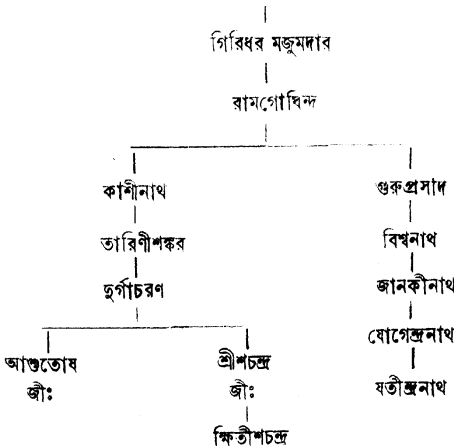 গিরিধর মজুমদার
রামগোবিন্দ
কাশীনাথ গুরুপ্রসাদ
তারিণীশঙ্কর বিশ্বনাথ
দুর্গাচরণ জানকীনাথ
যোগেন্দ্রনাথ
আশুতোষ শ্রীশচন্দ্র
জীঃ জীঃ যতীন্দ্রনাথ
ক্ষিতীশচন্দ্র